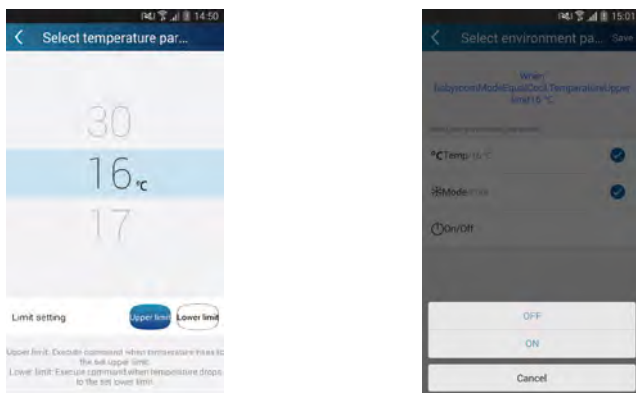 14:50
Select temperature par...
30
16 °C
17
Limit setting
Upper limit
Lower limit
Upper limit: Execute command when temperature rises to
the set upper limit.
Lower limit: Execute command when temperature drops
to the set lower limit.
15:01
Select environment pa...
Save
When
TemperatureUpper
limit16 °C
°CTemp 16°C
Mode
On/Off
OFF
ON
Cancel